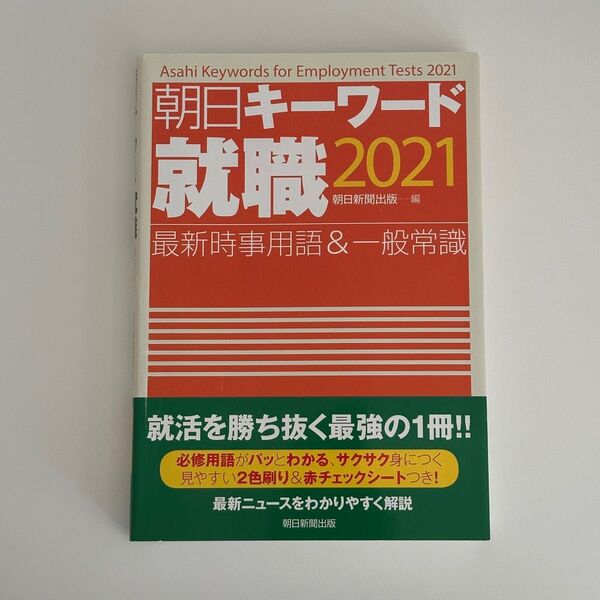 Asahi Keywords for Employment Tests 2021
朝日キーワード
就職2021
朝日新聞出版……編
最新時事用語&一般常識
就活を勝ち抜く最強の1冊!!
必修用語がパッとわかる、サクサク身につく
見やすい2色刷り&赤チェックシートつき!
最新ニュースをわかりやすく解説
朝日新聞出版